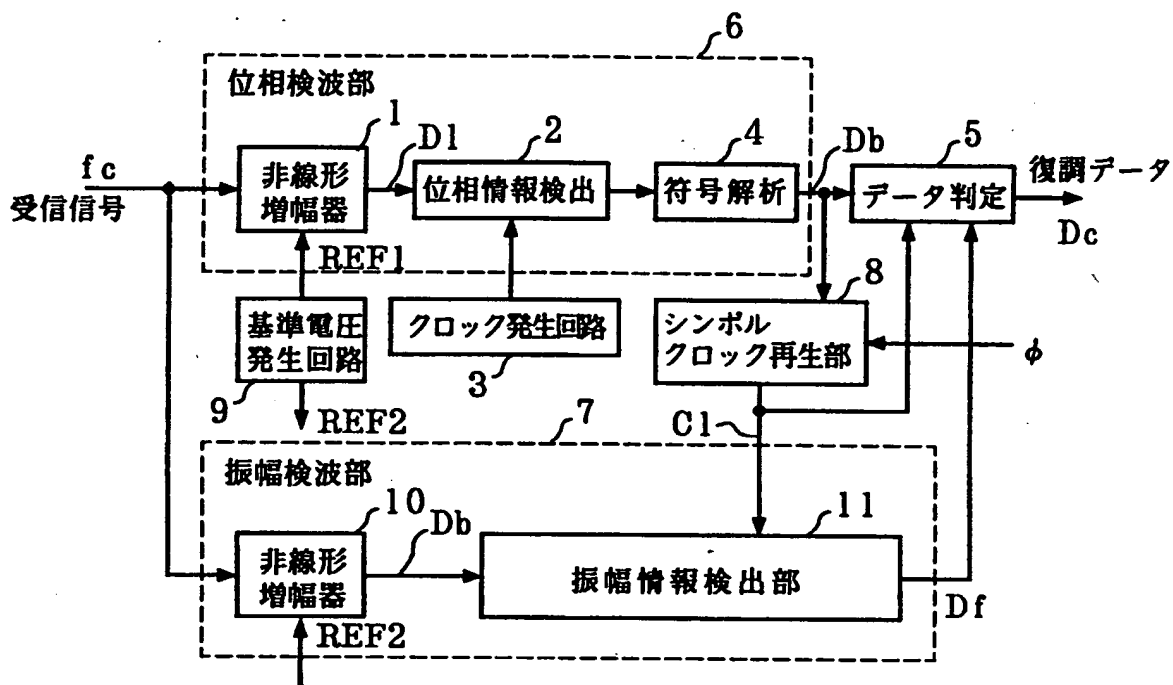 6
位相検波部
1
D1
2
4
Db
5
fc
受信信号
非線形
増幅器
位相情報検出
符号解析
データ判定
復調データ
Dc
REF1
基準電圧
発生回路
9
クロック発生回路
3
8
シンボル
クロック再生部
φ
REF2
7
C1
振幅検波部
10
Db
11
非線形
増幅器
振幅情報検出部
Df
REF2